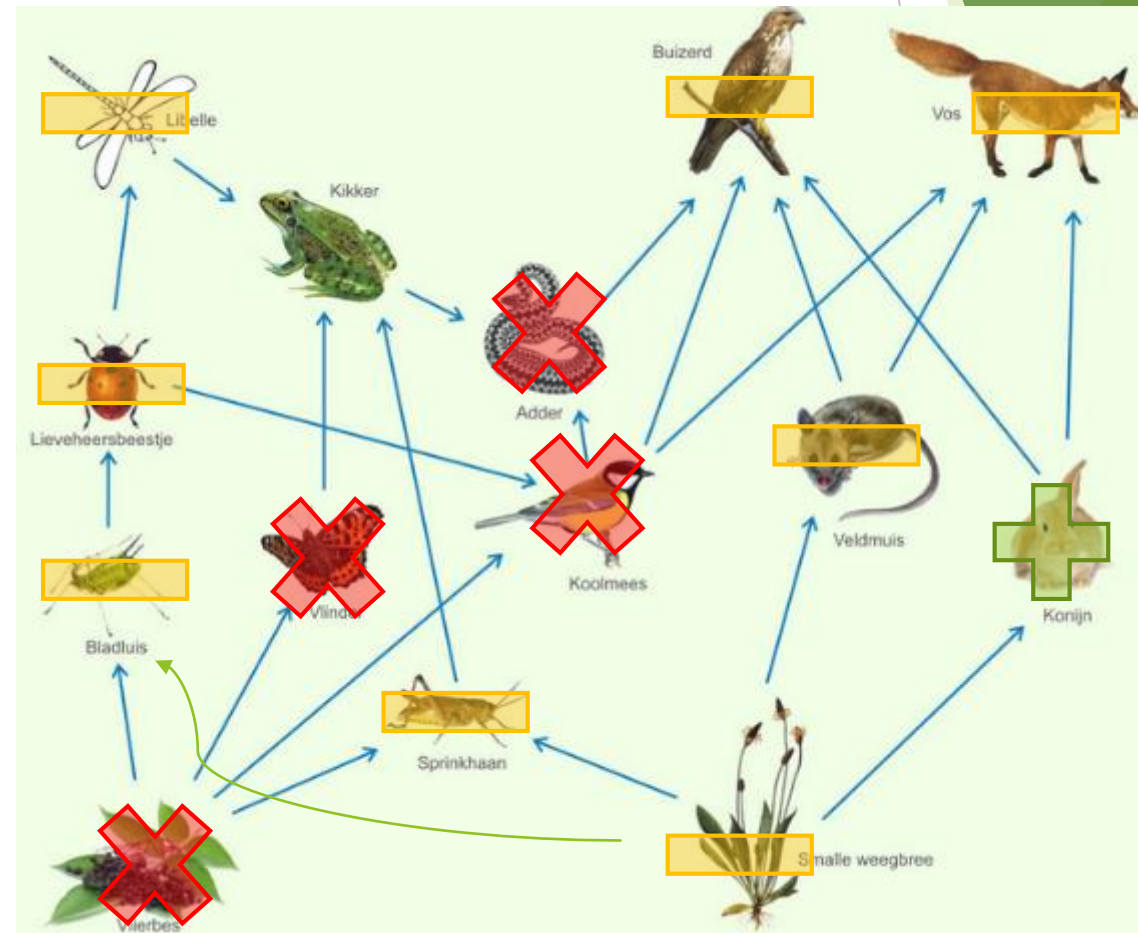 Buizerd
Vos
Libelle
Kikker
Adder
Lieveheersbeestje
Veldmuis
Koolmees
Vlinder
Konijn
Bladluis
Sprinkhaan
Smalle weegbree
Vlierbes